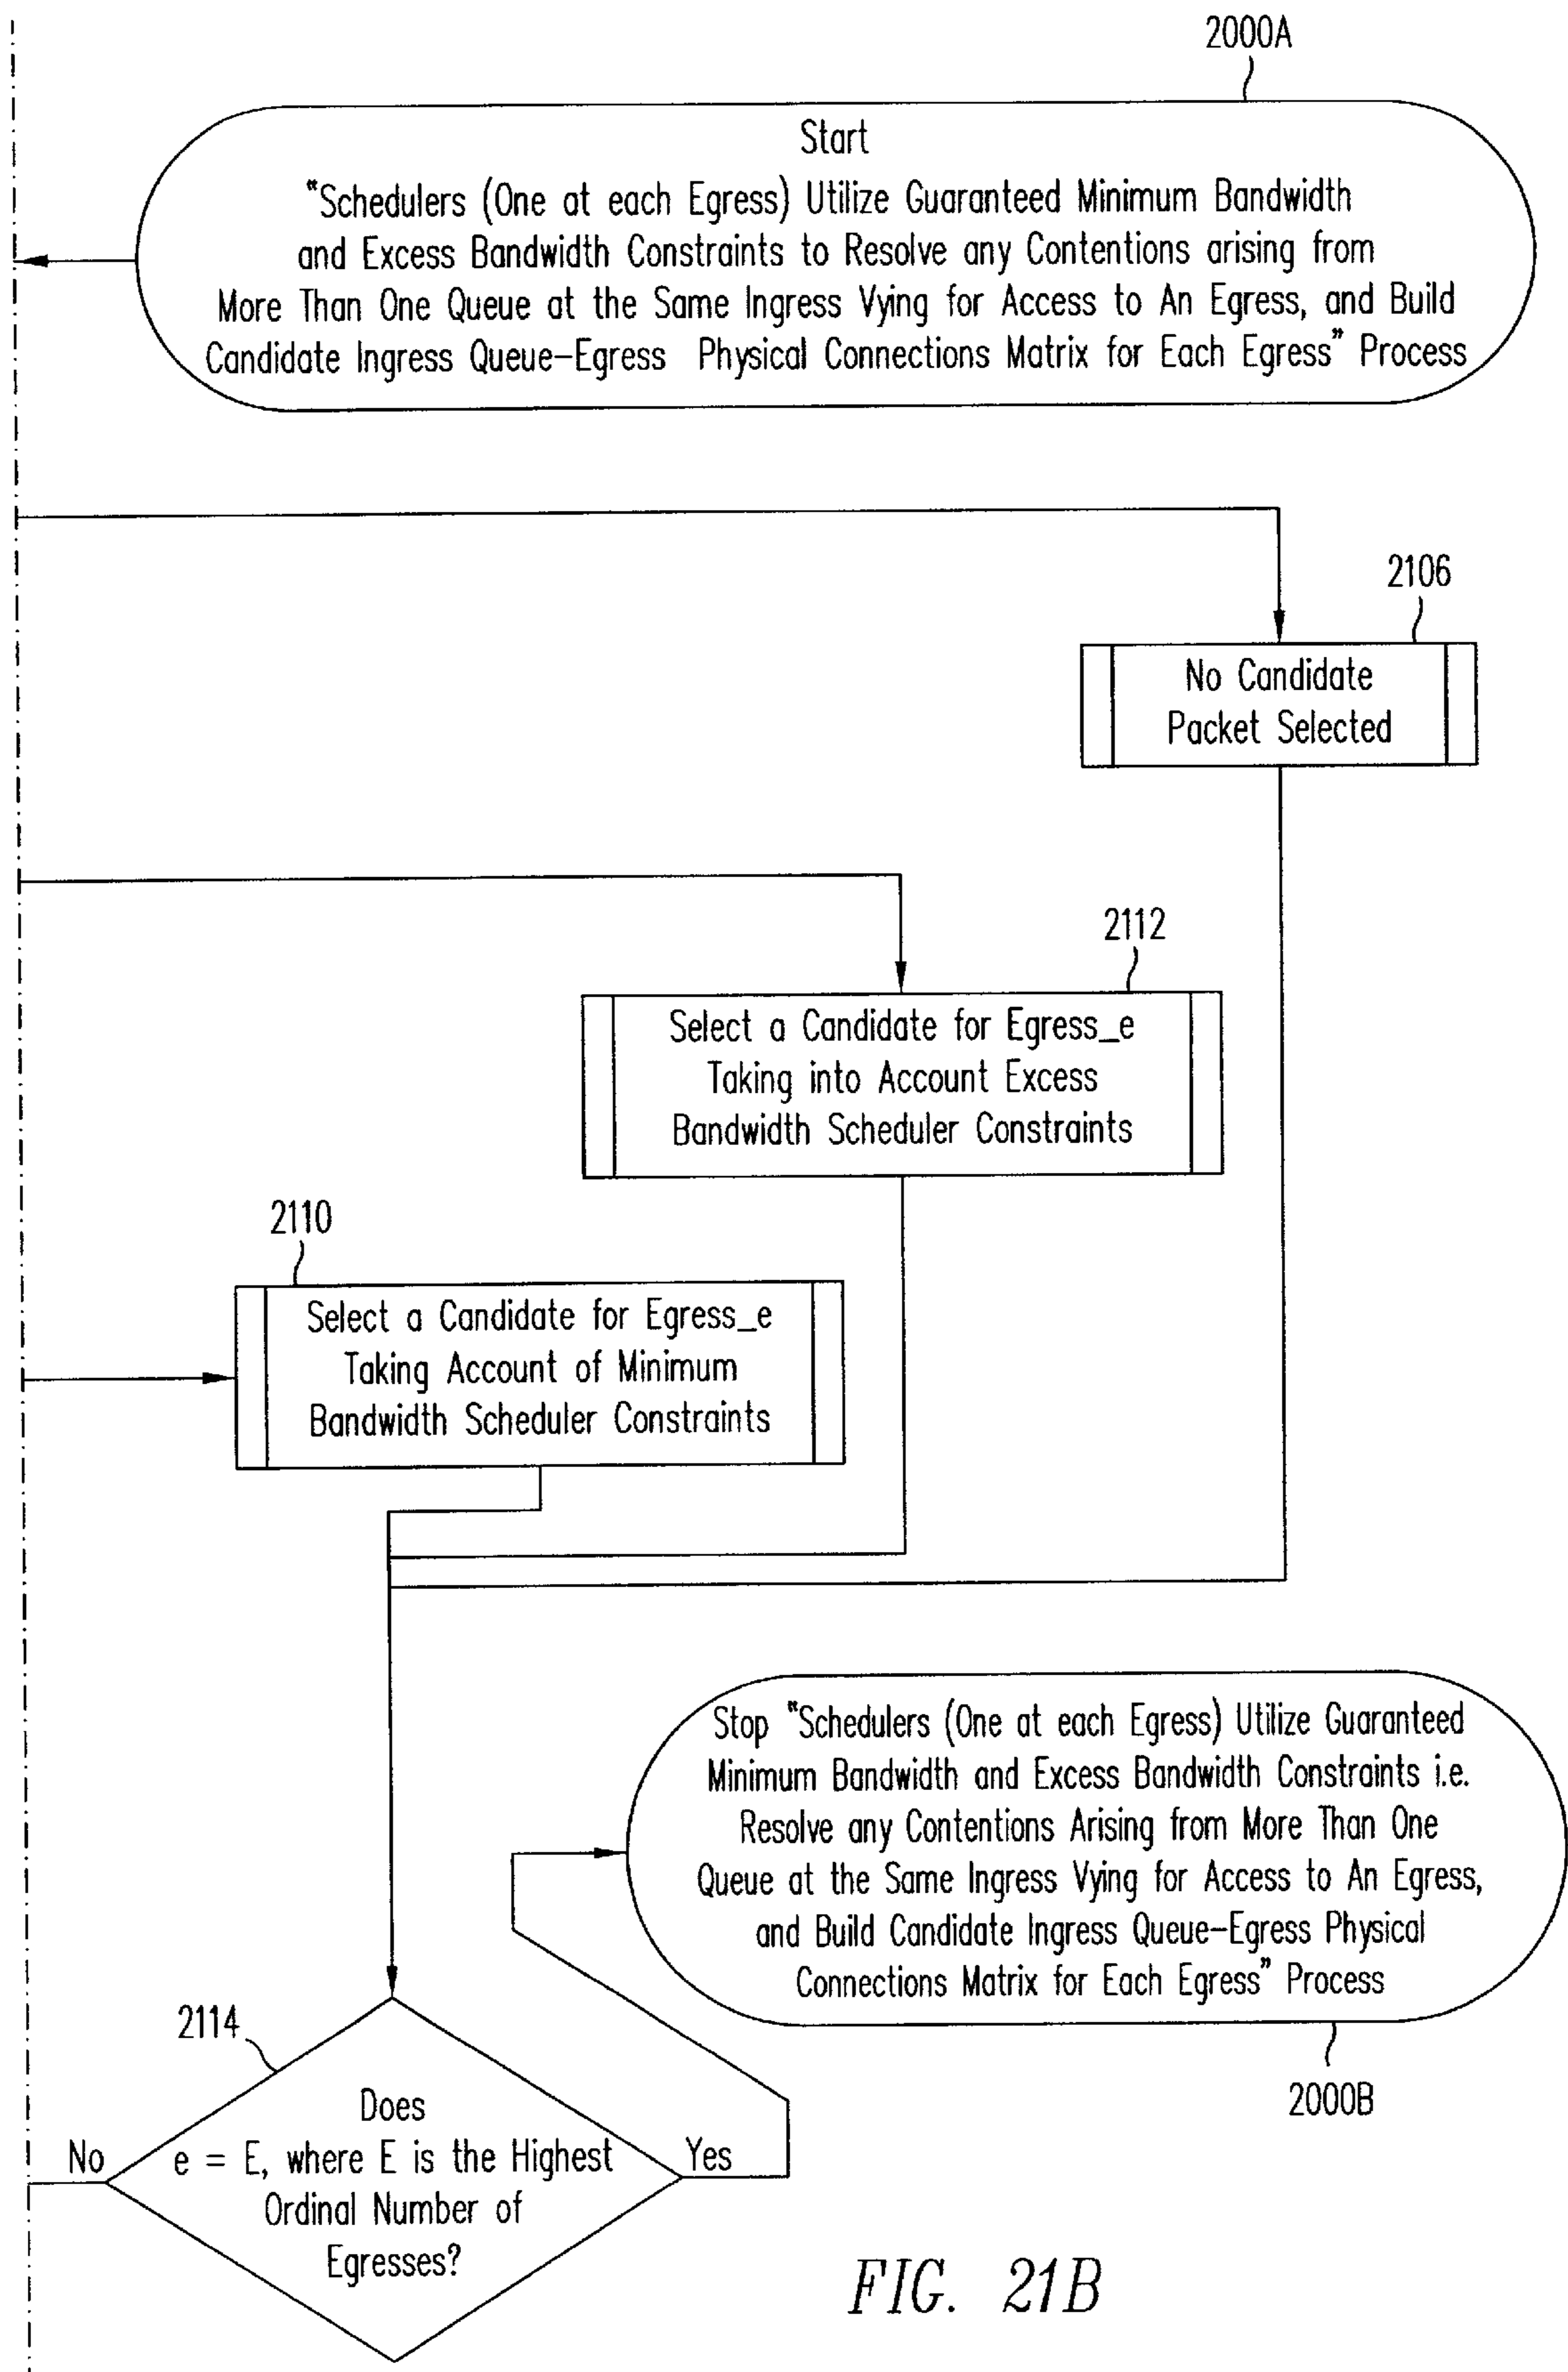 2000A
Start
"Schedulers (One at each Egress) Utilize Guaranteed Minimum Bandwidth
and Excess Bandwidth Constraints to Resolve any Contentions arising from
More Than One Queue at the Same Ingress Vying for Access to An Egress, and Build
Candidate Ingress Queue-Egress Physical Connections Matrix for Each Egress" Process
2106
No Candidate
Packet Selected
2112
Select a Candidate for Egress_e
Taking into Account Excess
Bandwidth Scheduler Constraints
2110
Select a Candidate for Egress_e
Taking Account of Minimum
Bandwidth Scheduler Constraints
Stop "Schedulers (One at each Egress) Utilize Guaranteed
Minimum Bandwidth and Excess Bandwidth Constraints i.e.
Resolve any Contentions Arising from More Than One
Queue at the Same Ingress Vying for Access to An Egress,
and Build Candidate Ingress Queue-Egress Physical
Connections Matrix for Each Egress" Process
2000B
2114
Does
e = E, where E is the Highest
Ordinal Number of
Egresses?
No
Yes
FIG. 21B